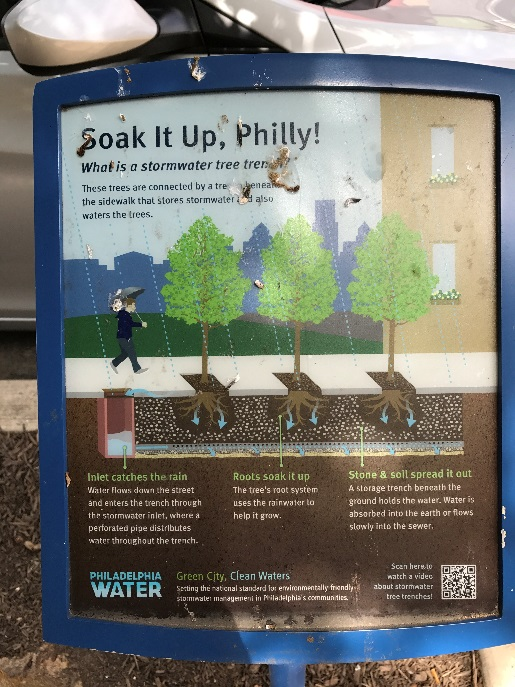 Soak It Up, Philly!
What is a stormwater tree
These trees are connected by a beneath
the sidewalk that stores stormwater and also
waters the trees.
Inlet catches the rain
Water flows down the street
and enters the trench through
the stormwater inlet, where a
perforated pipe distributes
water throughout the trench.
Roots soak it up
The tree's root system
uses the rainwater to
help it grow.
Stone & soil spread it out
A storage trench beneath the
ground holds the water. Water is
absorbed into the earth or flows
slowly into the sewer.
PHILADELPHIA
WATER
Green City, Clean Waters
Setting the national standard for environmentally-friendly
stormwater management in Philadelphia's communities.
Scan here to
watch a video
about stormwater
tree trenches!